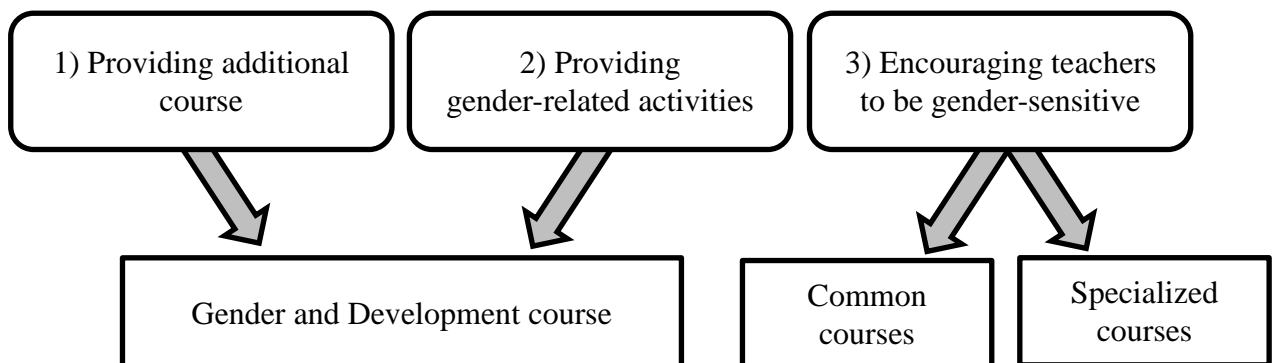 1) Providing additional
course
2) Providing
gender-related activities
3) Encouraging teachers
to be gender-sensitive
Gender and Development course
Common
courses
Specialized
courses